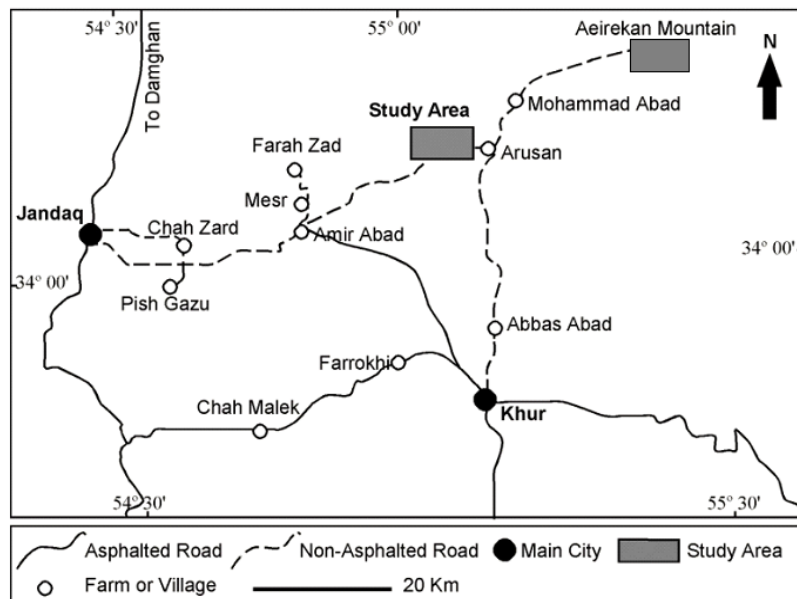 54° 30'
55° 00'
Aeirekan Mountain
N
To Damghan
Mohammad Abad
Study Area
Arusan
Farah Zad
Mesr
Jandaq
Chah Zard
Amir Abad
34° 00'
34° 00'
Pish Gazu
Abbas Abad
Farrokhi
Chah Malek
Khur
54° 30'
55° 30'
Asphalted Road
Non-Asphalted Road
Main City
Study Area
Farm or Village
20 Km